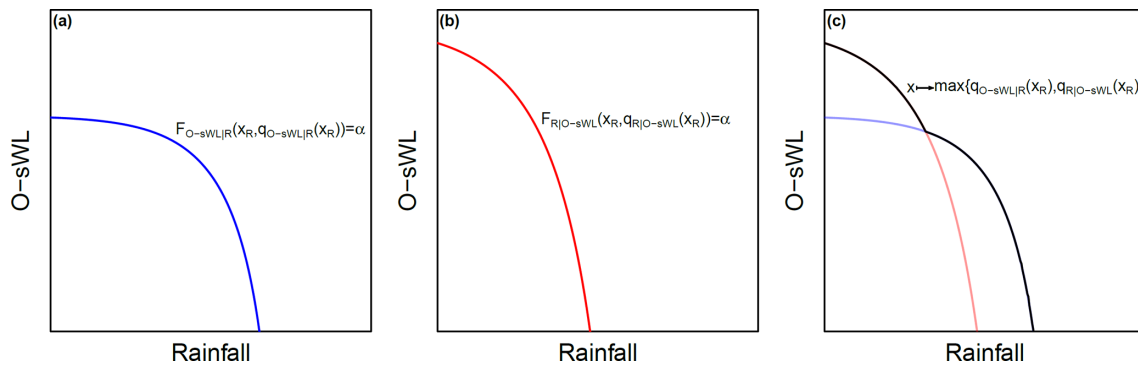 (a)
O−sWL
F_{O−sWL|R}(x_R,q_{O−sWL|R}(x_R))=α
Rainfall
(b)
O−sWL
F_{R|O−sWL}(x_R,q_{R|O−sWL}(x_R))=α
Rainfall
(c)
O−sWL
x↦max{q_{O−sWL|R}(x_R),q_{R|O−sWL}(x_R)
Rainfall